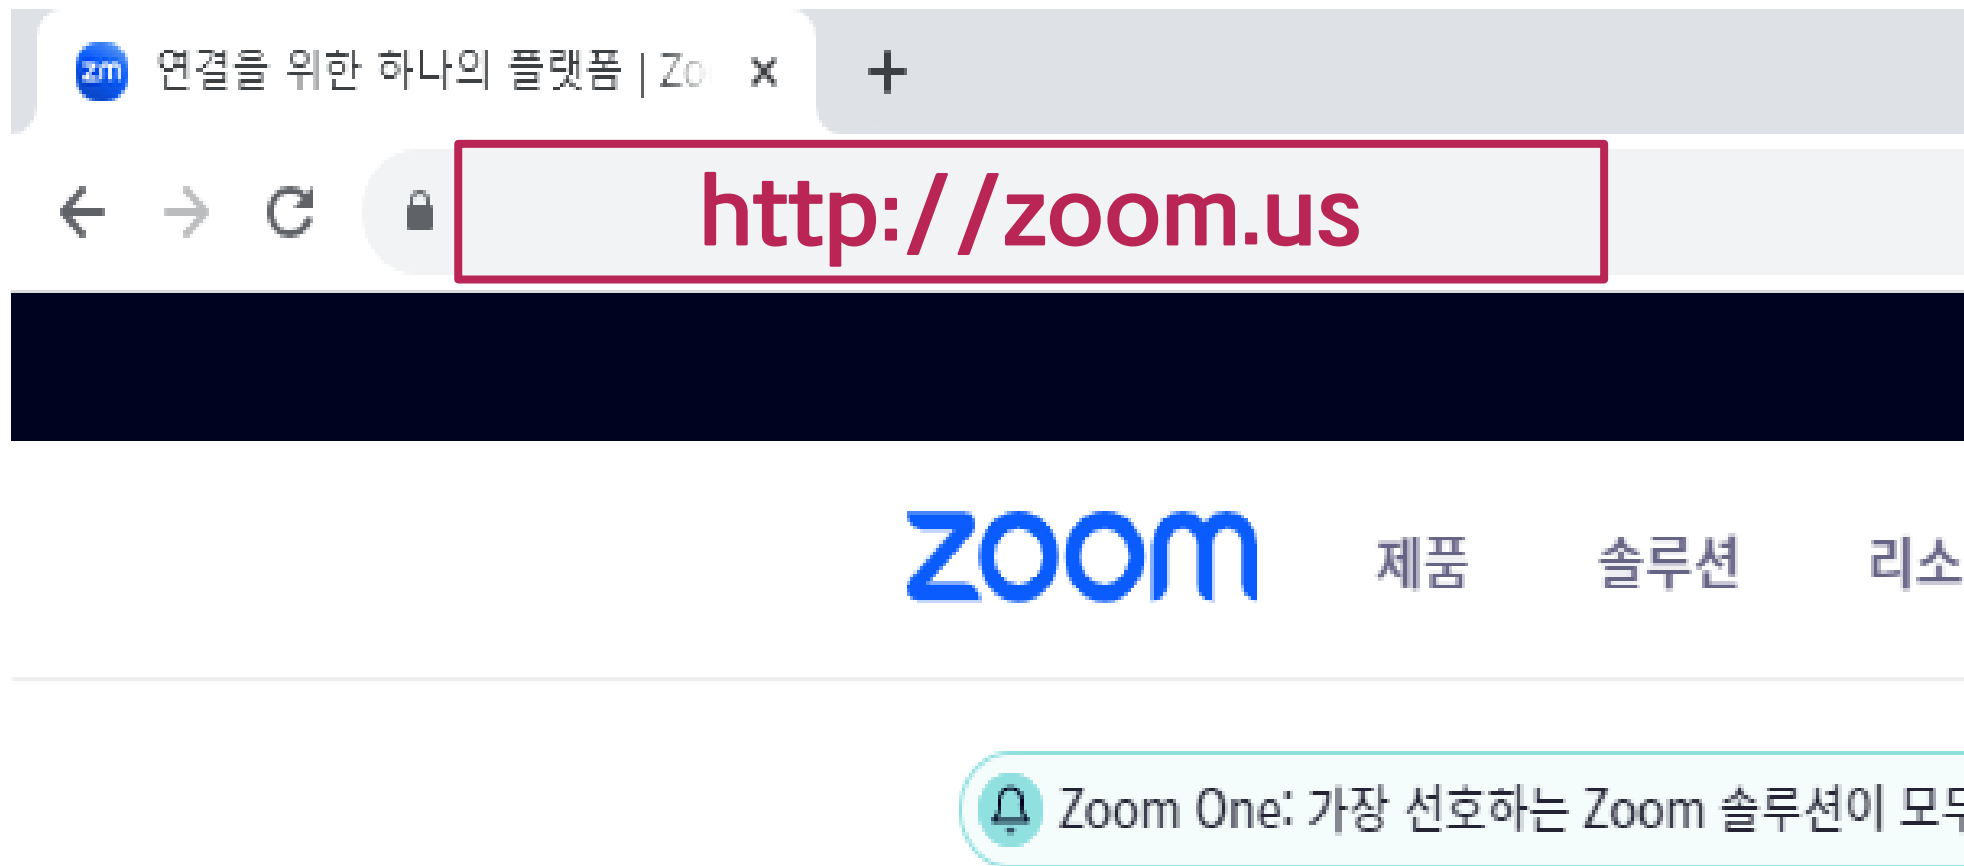 zm 연결을 위한 하나의 플랫폼 | Zo
http://zoom.us
zoom 제품 솔루션 리소
Zoom One: 가장 선호하는 Zoom 솔루션이 모두